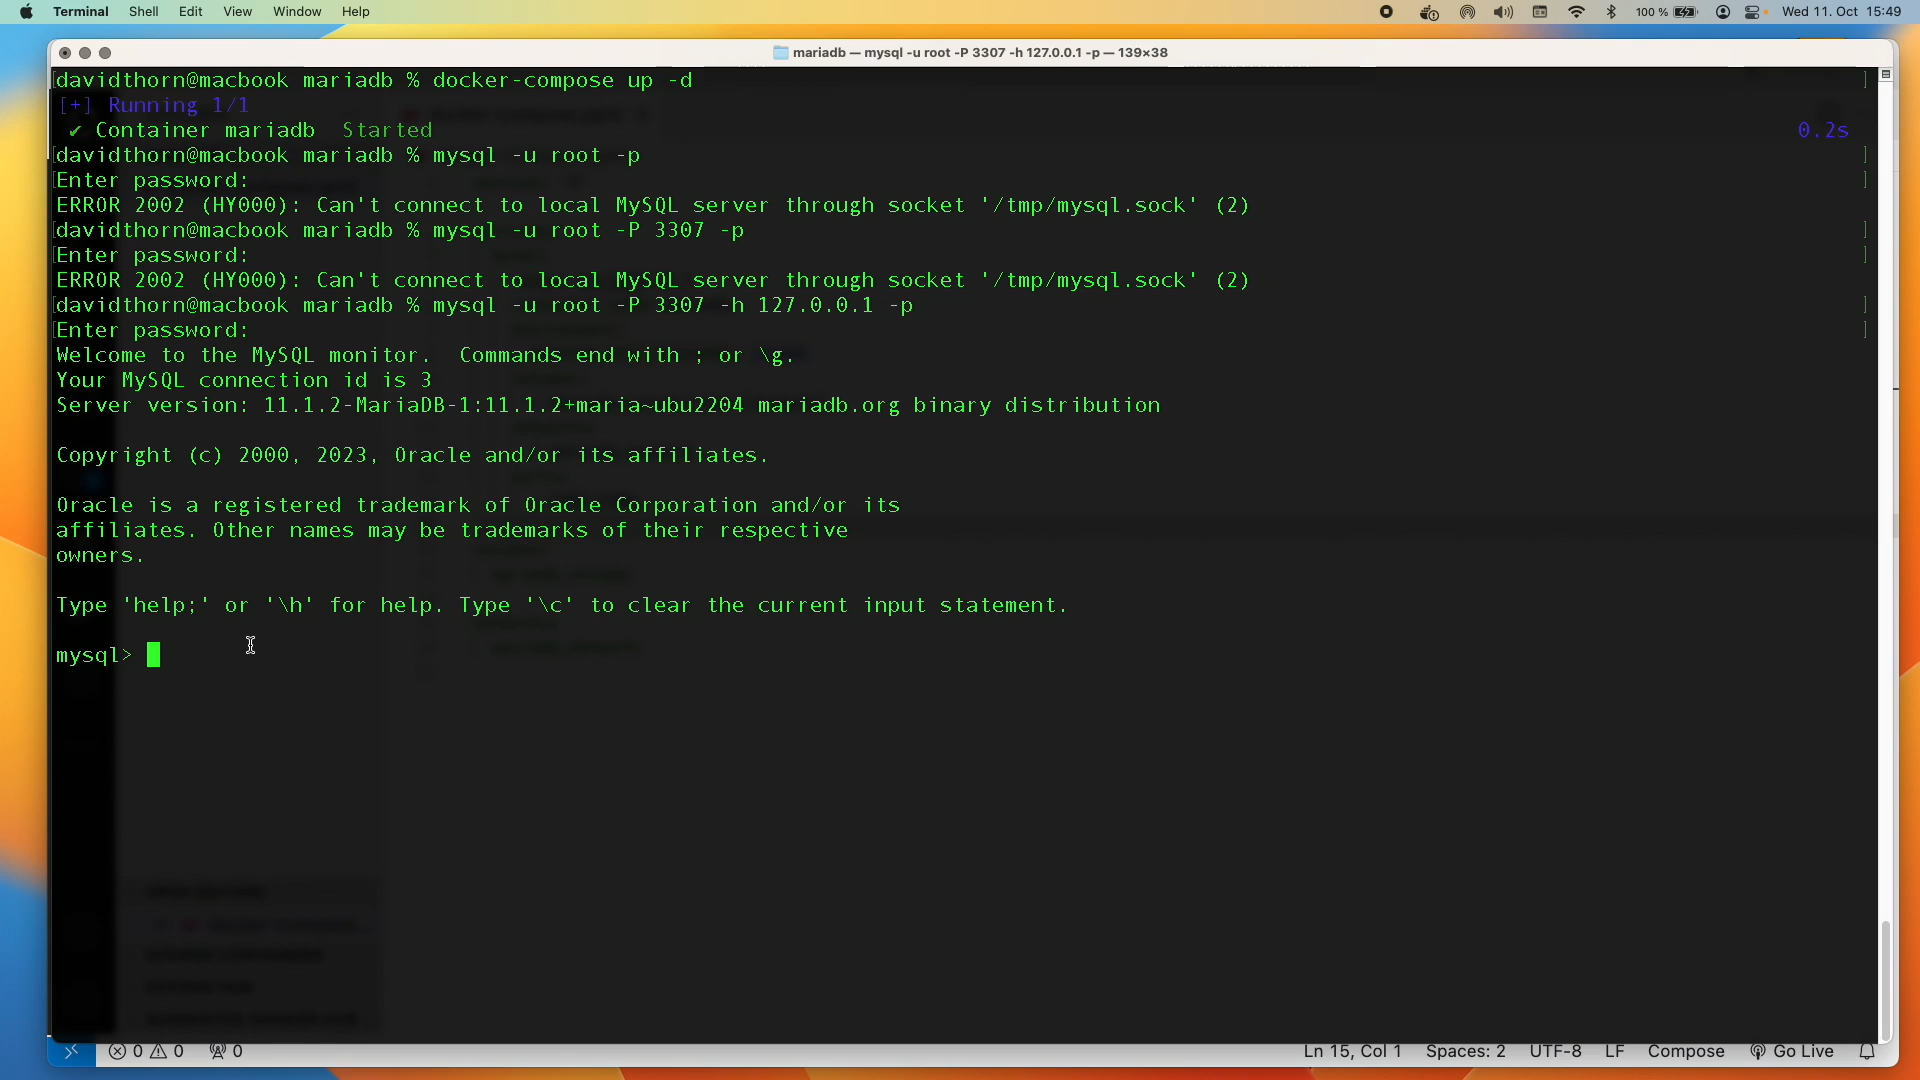 Terminal Shell Edit View Window Help 100 % Wed 11. Oct 15:49
mariadb — mysql -u root -P 3307 -h 127.0.0.1 -p — 139×38
[davidthorn@macbook mariadb % docker-compose up -d ]
[+] Running 1/1
✔ Container mariadb Started 0.2s
[davidthorn@macbook mariadb % mysql -u root -p ]
[Enter password: ]
ERROR 2002 (HY000): Can't connect to local MySQL server through socket '/tmp/mysql.sock' (2)
[davidthorn@macbook mariadb % mysql -u root -P 3307 -p ]
[Enter password: ]
ERROR 2002 (HY000): Can't connect to local MySQL server through socket '/tmp/mysql.sock' (2)
[davidthorn@macbook mariadb % mysql -u root -P 3307 -h 127.0.0.1 -p ]
[Enter password: ]
Welcome to the MySQL monitor.  Commands end with ; or \g.
Your MySQL connection id is 3
Server version: 11.1.2-MariaDB-1:11.1.2+maria~ubu2204 mariadb.org binary distribution
Copyright (c) 2000, 2023, Oracle and/or its affiliates.
Oracle is a registered trademark of Oracle Corporation and/or its
affiliates. Other names may be trademarks of their respective
owners.
Type 'help;' or '\h' for help. Type '\c' to clear the current input statement.
mysql>
0 0 0 Ln 15, Col 1 Spaces: 2 UTF-8 LF Compose Go Live